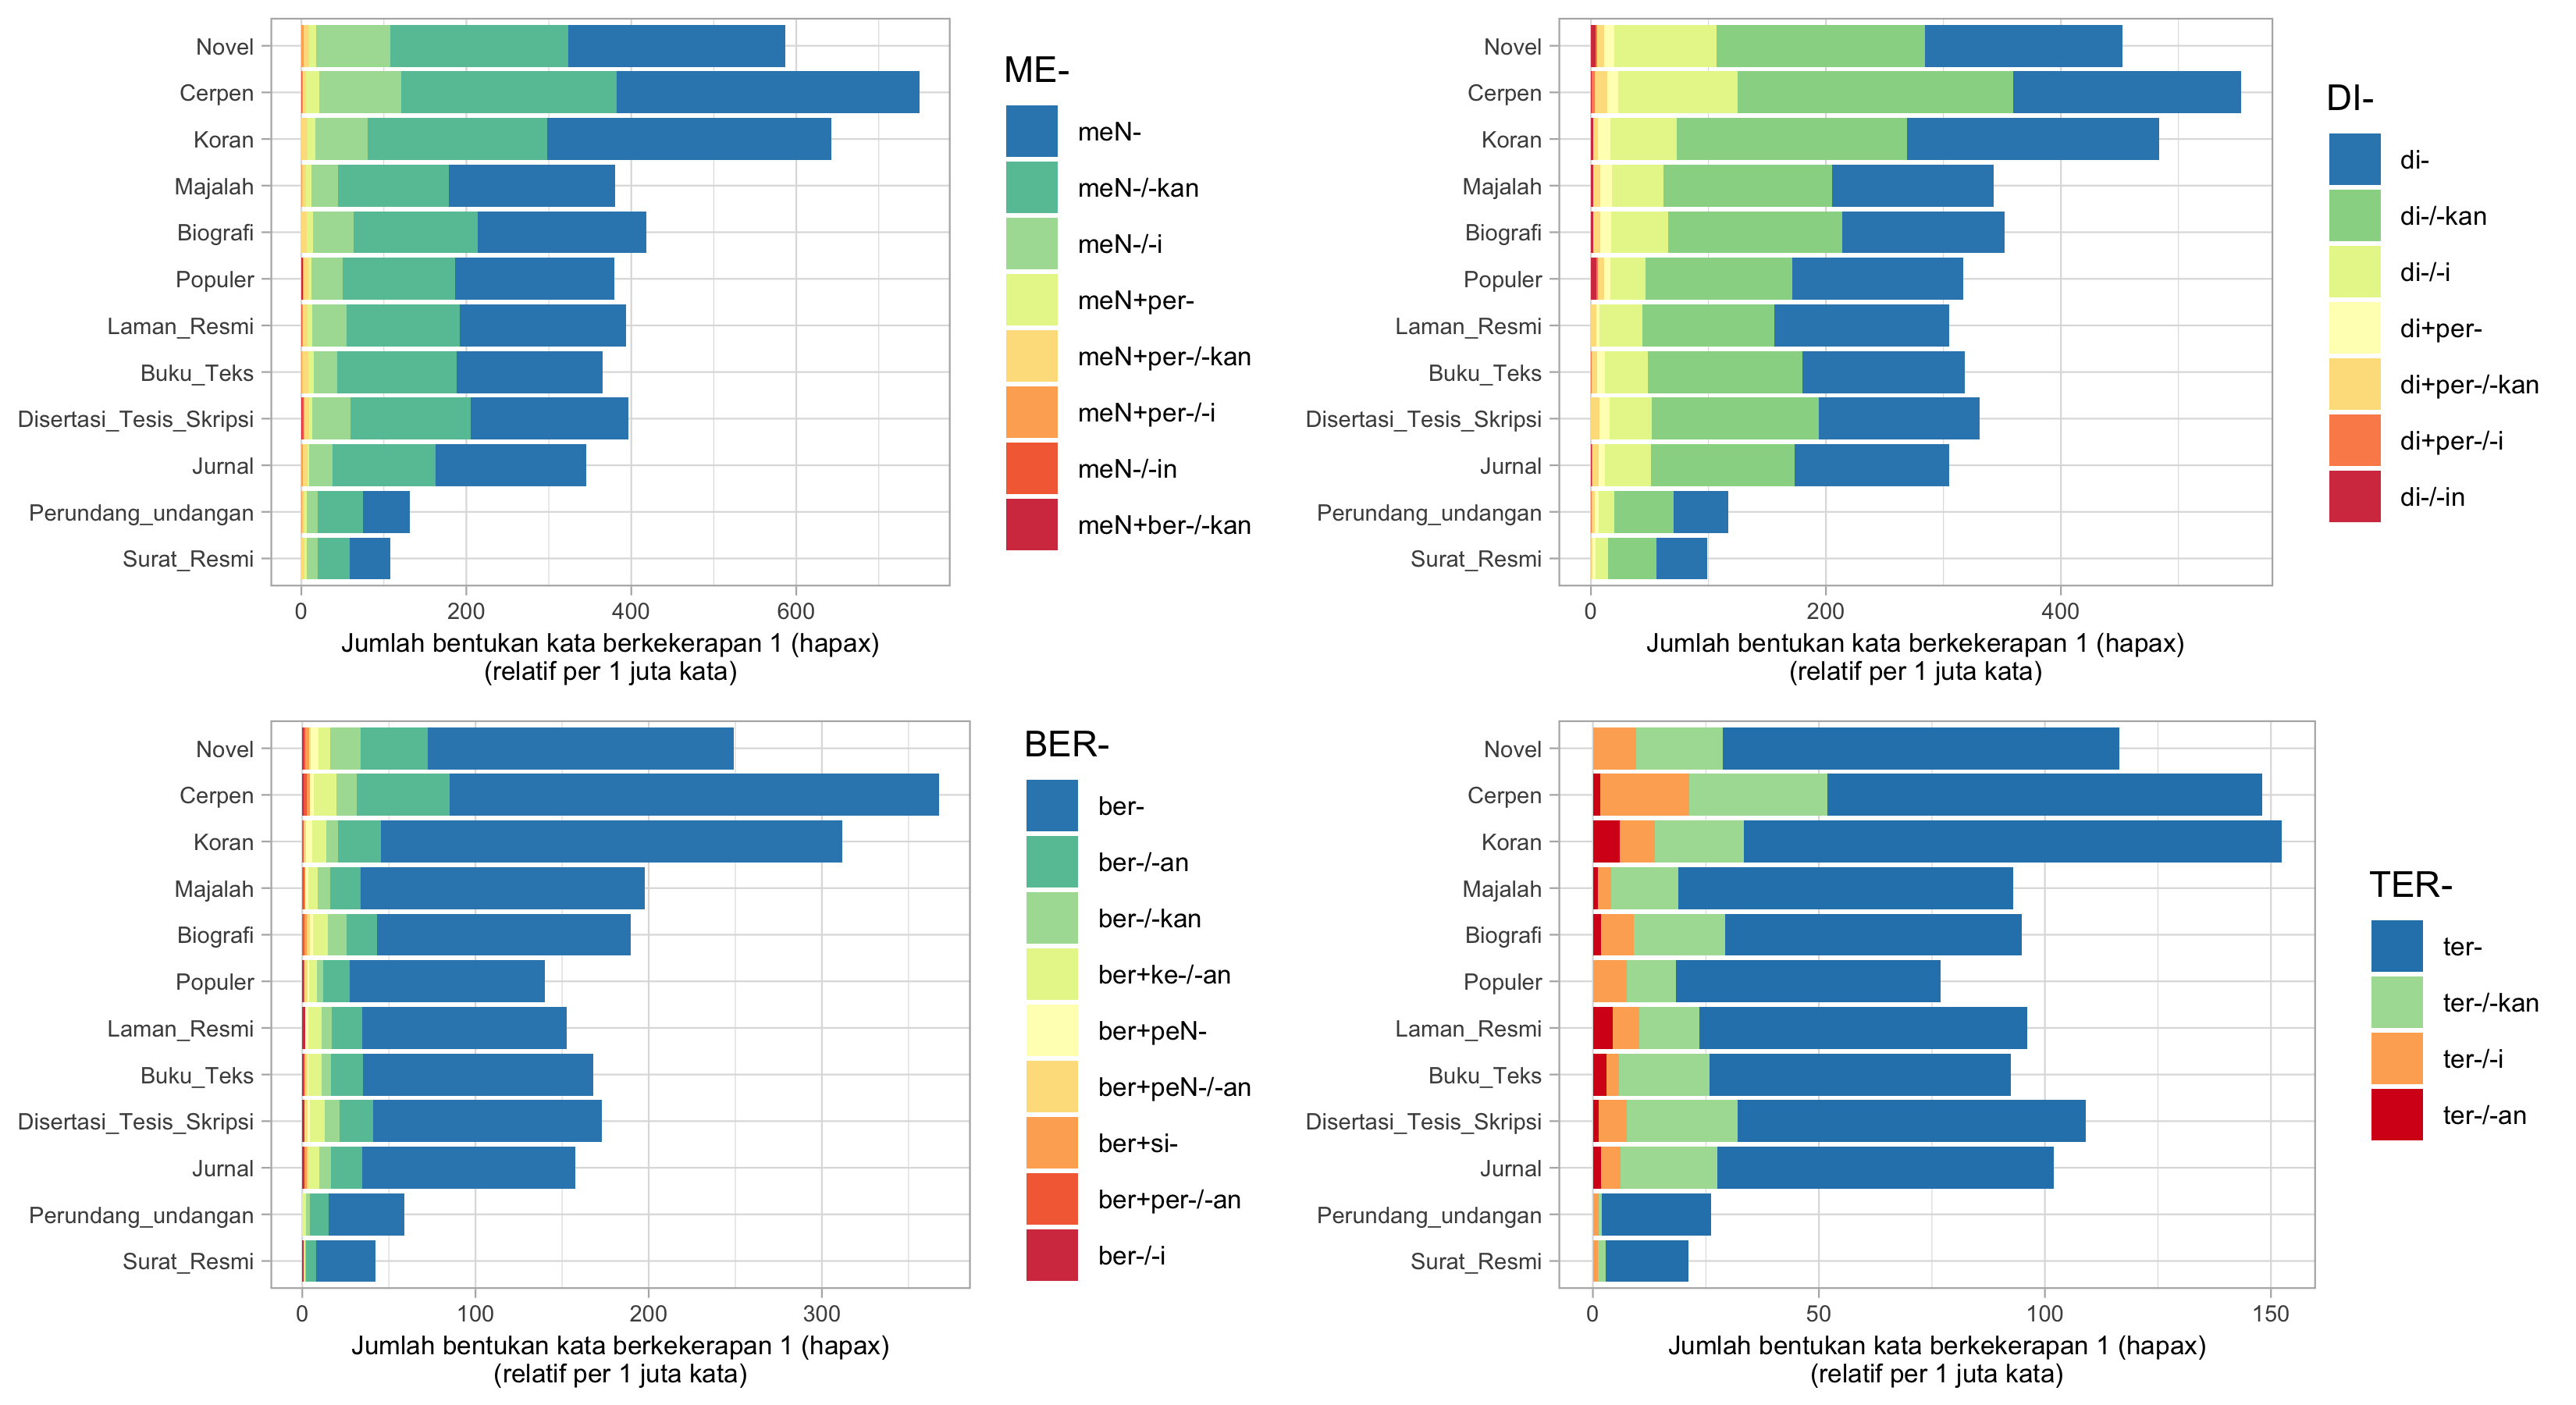 Novel
Cerpen
Koran
Majalah
Biografi
Populer
Laman_Resmi
Buku_Teks
Disertasi_Tesis_Skripsi
Jurnal
Perundang_undangan
Surat_Resmi
0 200 400 600
Jumlah bentukan kata berkekerapan 1 (hapax)
(relatif per 1 juta kata)
ME-
meN-
meN-/-kan
meN-/-i
meN+per-
meN+per-/-kan
meN+per-/-i
meN-/-in
meN+ber-/-kan
Novel
Cerpen
Koran
Majalah
Biografi
Populer
Laman_Resmi
Buku_Teks
Disertasi_Tesis_Skripsi
Jurnal
Perundang_undangan
Surat_Resmi
0 200 400
Jumlah bentukan kata berkekerapan 1 (hapax)
(relatif per 1 juta kata)
DI-
di-
di-/-kan
di-/-i
di+per-
di+per-/-kan
di+per-/-i
di-/-in
Novel
Cerpen
Koran
Majalah
Biografi
Populer
Laman_Resmi
Buku_Teks
Disertasi_Tesis_Skripsi
Jurnal
Perundang_undangan
Surat_Resmi
0 100 200 300
Jumlah bentukan kata berkekerapan 1 (hapax)
(relatif per 1 juta kata)
BER-
ber-
ber-/-an
ber-/-kan
ber+ke-/-an
ber+peN-
ber+peN-/-an
ber+si-
ber+per-/-an
ber-/-i
Novel
Cerpen
Koran
Majalah
Biografi
Populer
Laman_Resmi
Buku_Teks
Disertasi_Tesis_Skripsi
Jurnal
Perundang_undangan
Surat_Resmi
0 50 100 150
Jumlah bentukan kata berkekerapan 1 (hapax)
(relatif per 1 juta kata)
TER-
ter-
ter-/-kan
ter-/-i
ter-/-an